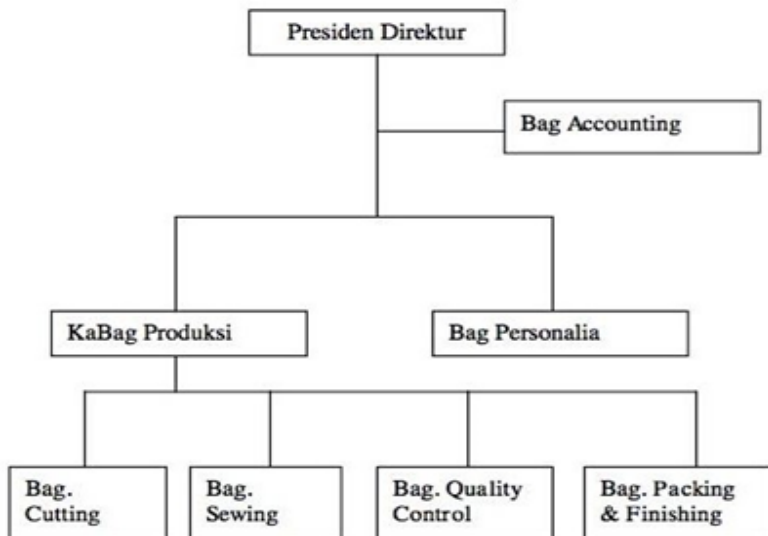 Presiden Direktur
Bag Accounting
KaBag Produksi
Bag Personalia
Bag.
Cutting
Bag.
Sewing
Bag. Quality
Control
Bag. Packing
& Finishing